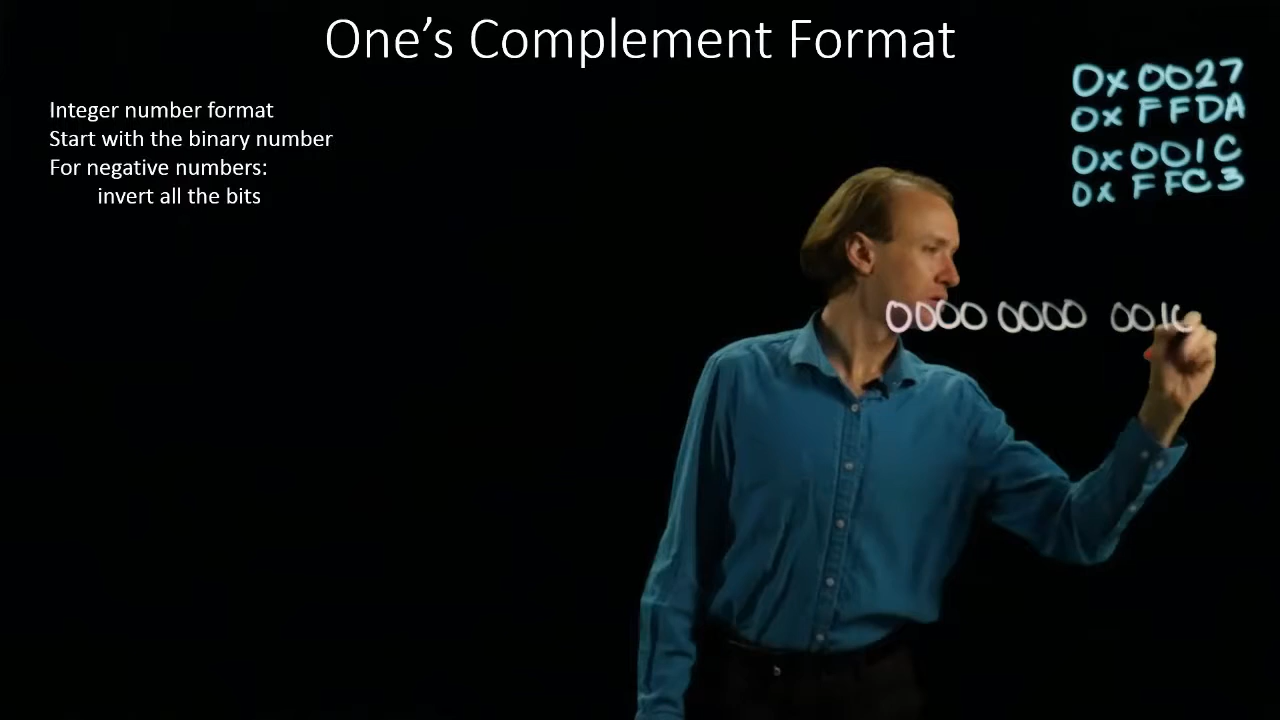 One's Complement Format
Integer number format
Start with the binary number
For negative numbers:
invert all the bits
0x0027
0xFFDA
0x001C
0xFFC3
0000 0000 001